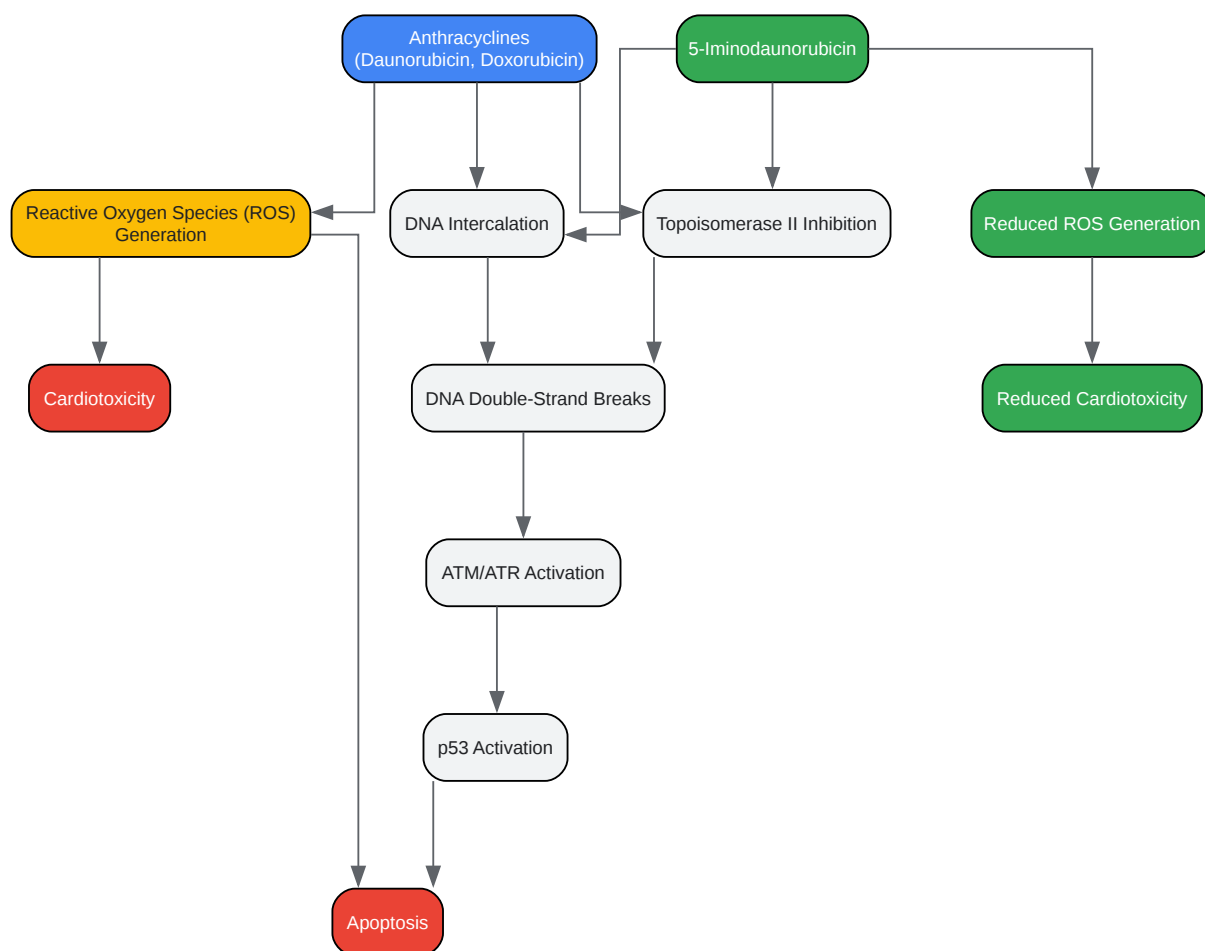 Anthracyclines
(Daunorubicin, Doxorubicin)
5-Iminodaunorubicin
Reactive Oxygen Species (ROS)
Generation
DNA Intercalation
Topoisomerase II Inhibition
Reduced ROS Generation
Cardiotoxicity
DNA Double-Strand Breaks
Reduced Cardiotoxicity
ATM/ATR Activation
p53 Activation
Apoptosis